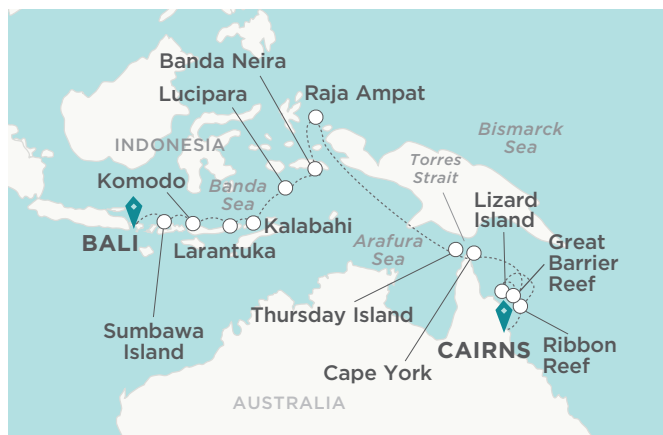 Banda Neira
Lucipara
Raja Ampat
Bismarck
Sea
INDONESIA
Torres
Strait
Komodo
Banda
Sea
Lizard
Island
BALI
Larantuka
Kalabahi
Arafura
Sea
Great
Barrier
Reef
Thursday Island
Sumbawa
Island
CAIRNS
Ribbon
Reef
Cape York
AUSTRALIA